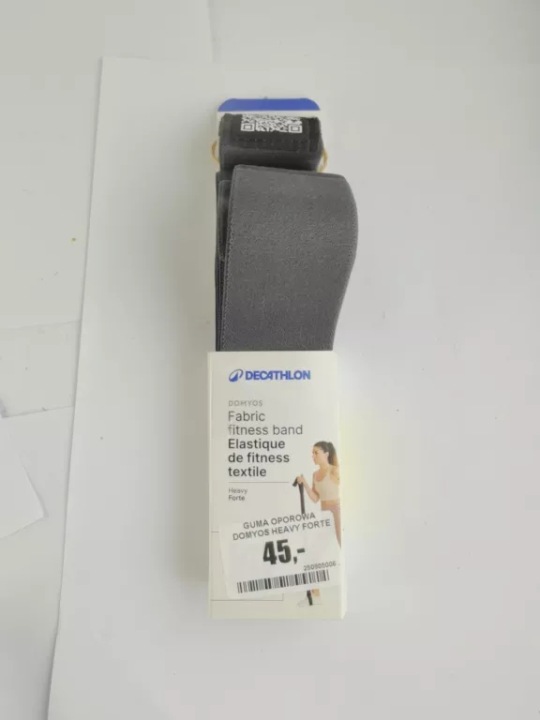 DECATHLON
DOMYOS
Fabric
fitness band
Elastique
de fitness
textile
Heavy
Forte
GUMA OPOROWA
DOMYOS HEAVY FORTE
45,-